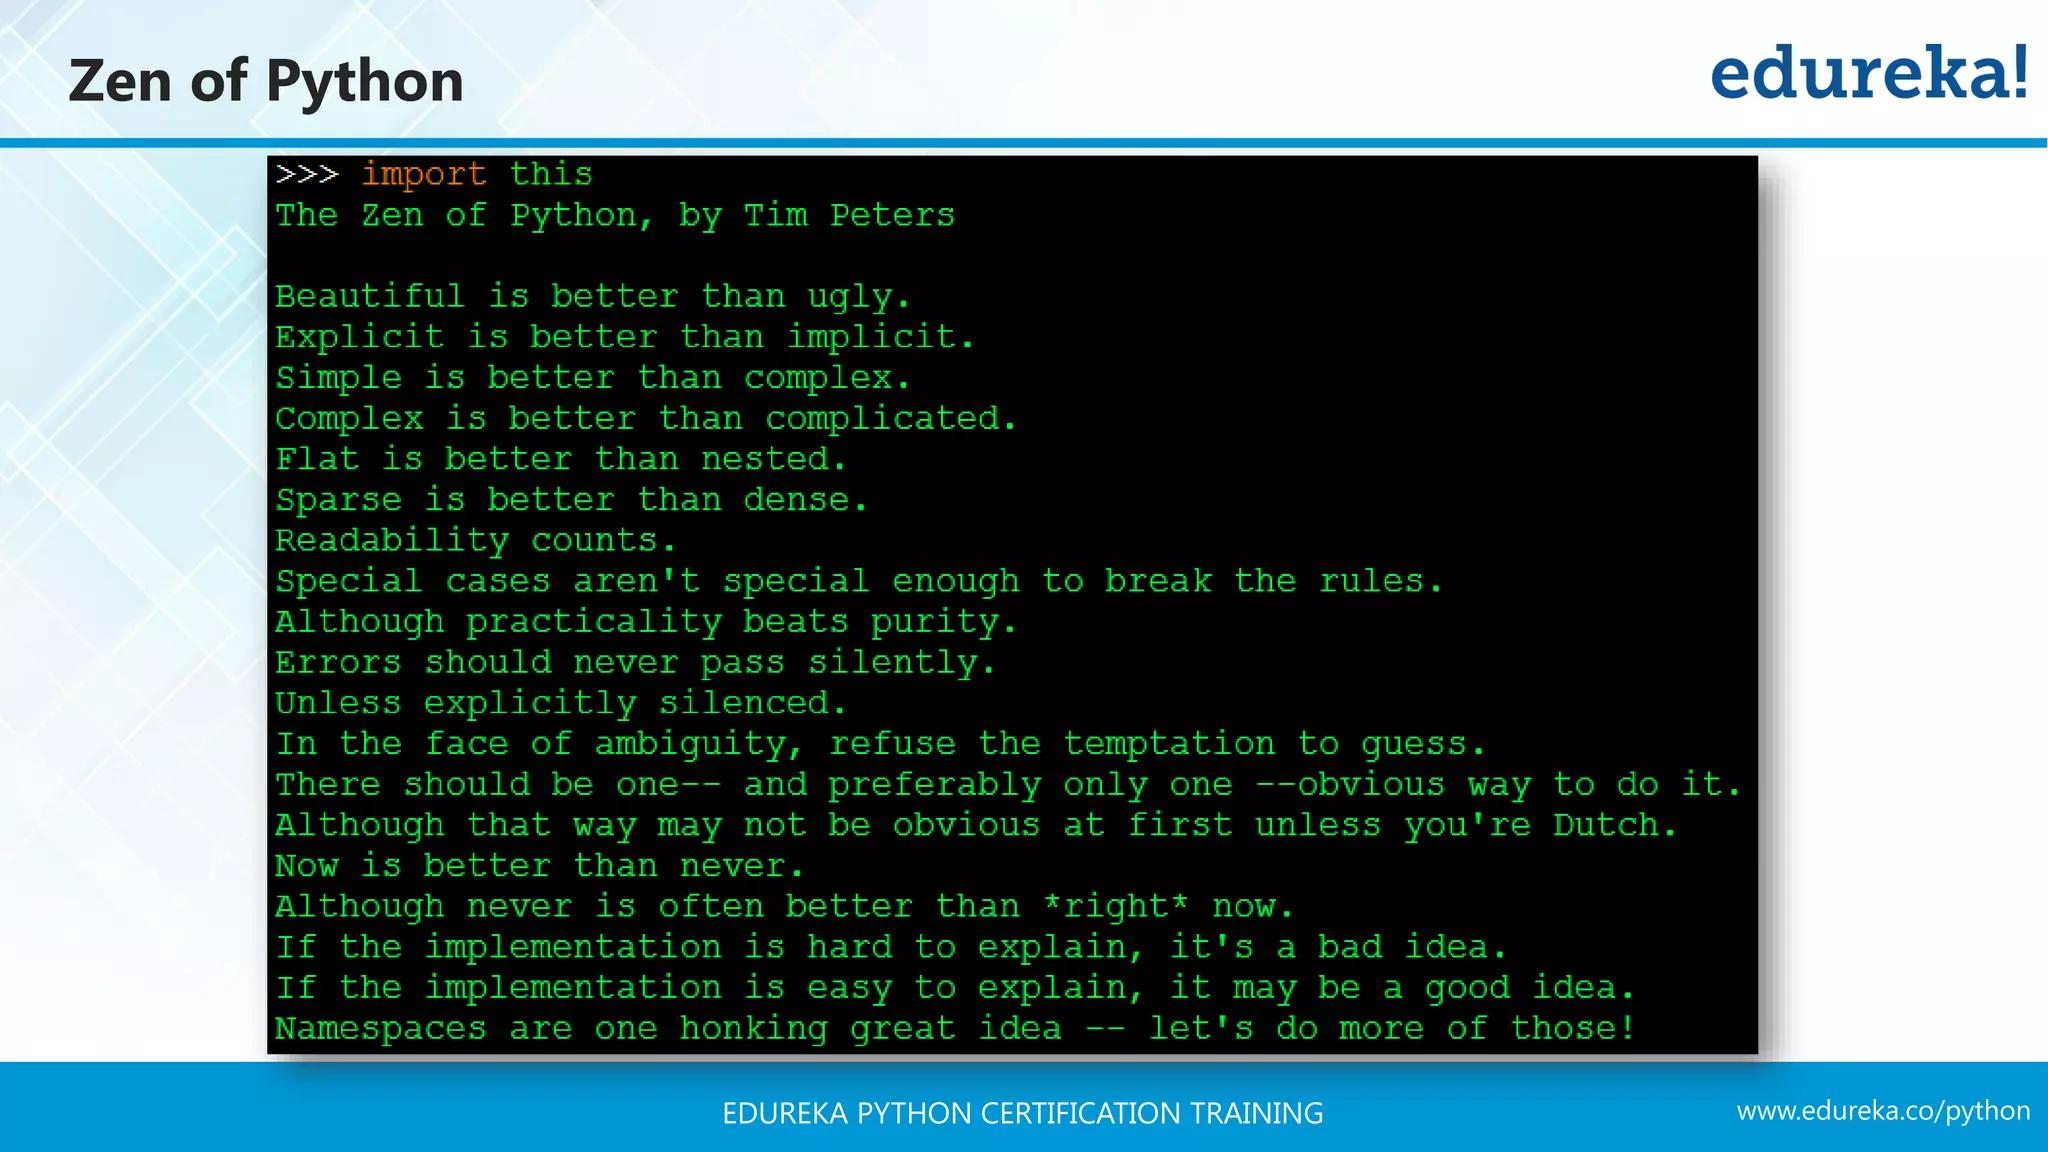 Zen of Python
edureka!
>>> import this
The Zen of Python, by Tim Peters
Beautiful is better than ugly.
Explicit is better than implicit.
Simple is better than complex.
Complex is better than complicated.
Flat is better than nested.
Sparse is better than dense.
Readability counts.
Special cases aren't special enough to break the rules.
Although practicality beats purity.
Errors should never pass silently.
Unless explicitly silenced.
In the face of ambiguity, refuse the temptation to guess.
There should be one-- and preferably only one --obvious way to do it.
Although that way may not be obvious at first unless you're Dutch.
Now is better than never.
Although never is often better than *right* now.
If the implementation is hard to explain, it's a bad idea.
If the implementation is easy to explain, it may be a good idea.
Namespaces are one honking great idea -- let's do more of those!
EDUREKA PYTHON CERTIFICATION TRAINING
www.edureka.co/python